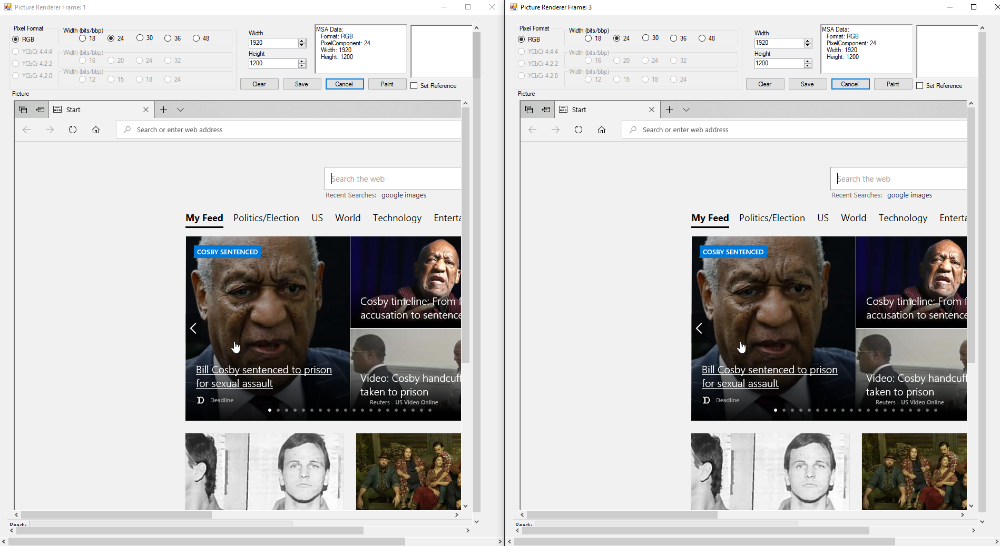 Picture Renderer Frame: 1
Pixel Format
RGB
YCbCr 4:4:4
YCbCr 4:2:2
YCbCr 4:2:0
Width (bits/bbp)
18 24 30 36 48
Width (bits/bbp)
16 20 24 32
Width (bits/bbp)
12 15 18 24
Width
1920
Height
1200
MSA Data:
Format: RGB
PixelComponent: 24
Width: 1920
Height: 1200
Clear Save Cancel Paint Set Reference
Picture
Start
Search or enter web address
Search the web
Recent Searches: google images
My Feed Politics/Election US World Technology Enterta
COSBY SENTENCED
Bill Cosby sentenced to prison
for sexual assault
D Deadline
Cosby timeline: From f
accusation to sentence
Video: Cosby handcuff
taken to prison
Reuters - US Video Online
Ready
Picture Renderer Frame: 3
Pixel Format
RGB
YCbCr 4:4:4
YCbCr 4:2:2
YCbCr 4:2:0
Width (bits/bbp)
18 24 30 36 48
Width (bits/bbp)
16 20 24 32
Width (bits/bbp)
12 15 18 24
Width
1920
Height
1200
MSA Data:
Format: RGB
PixelComponent: 24
Width: 1920
Height: 1200
Clear Save Cancel Paint Set Reference
Picture
Start
Search or enter web address
Search the web
Recent Searches: google images
My Feed Politics/Election US World Technology Enterta
COSBY SENTENCED
Bill Cosby sentenced to prison
for sexual assault
D Deadline
Cosby timeline: From f
accusation to sentence
Video: Cosby handcuff
taken to prison
Reuters - US Video Online
Ready